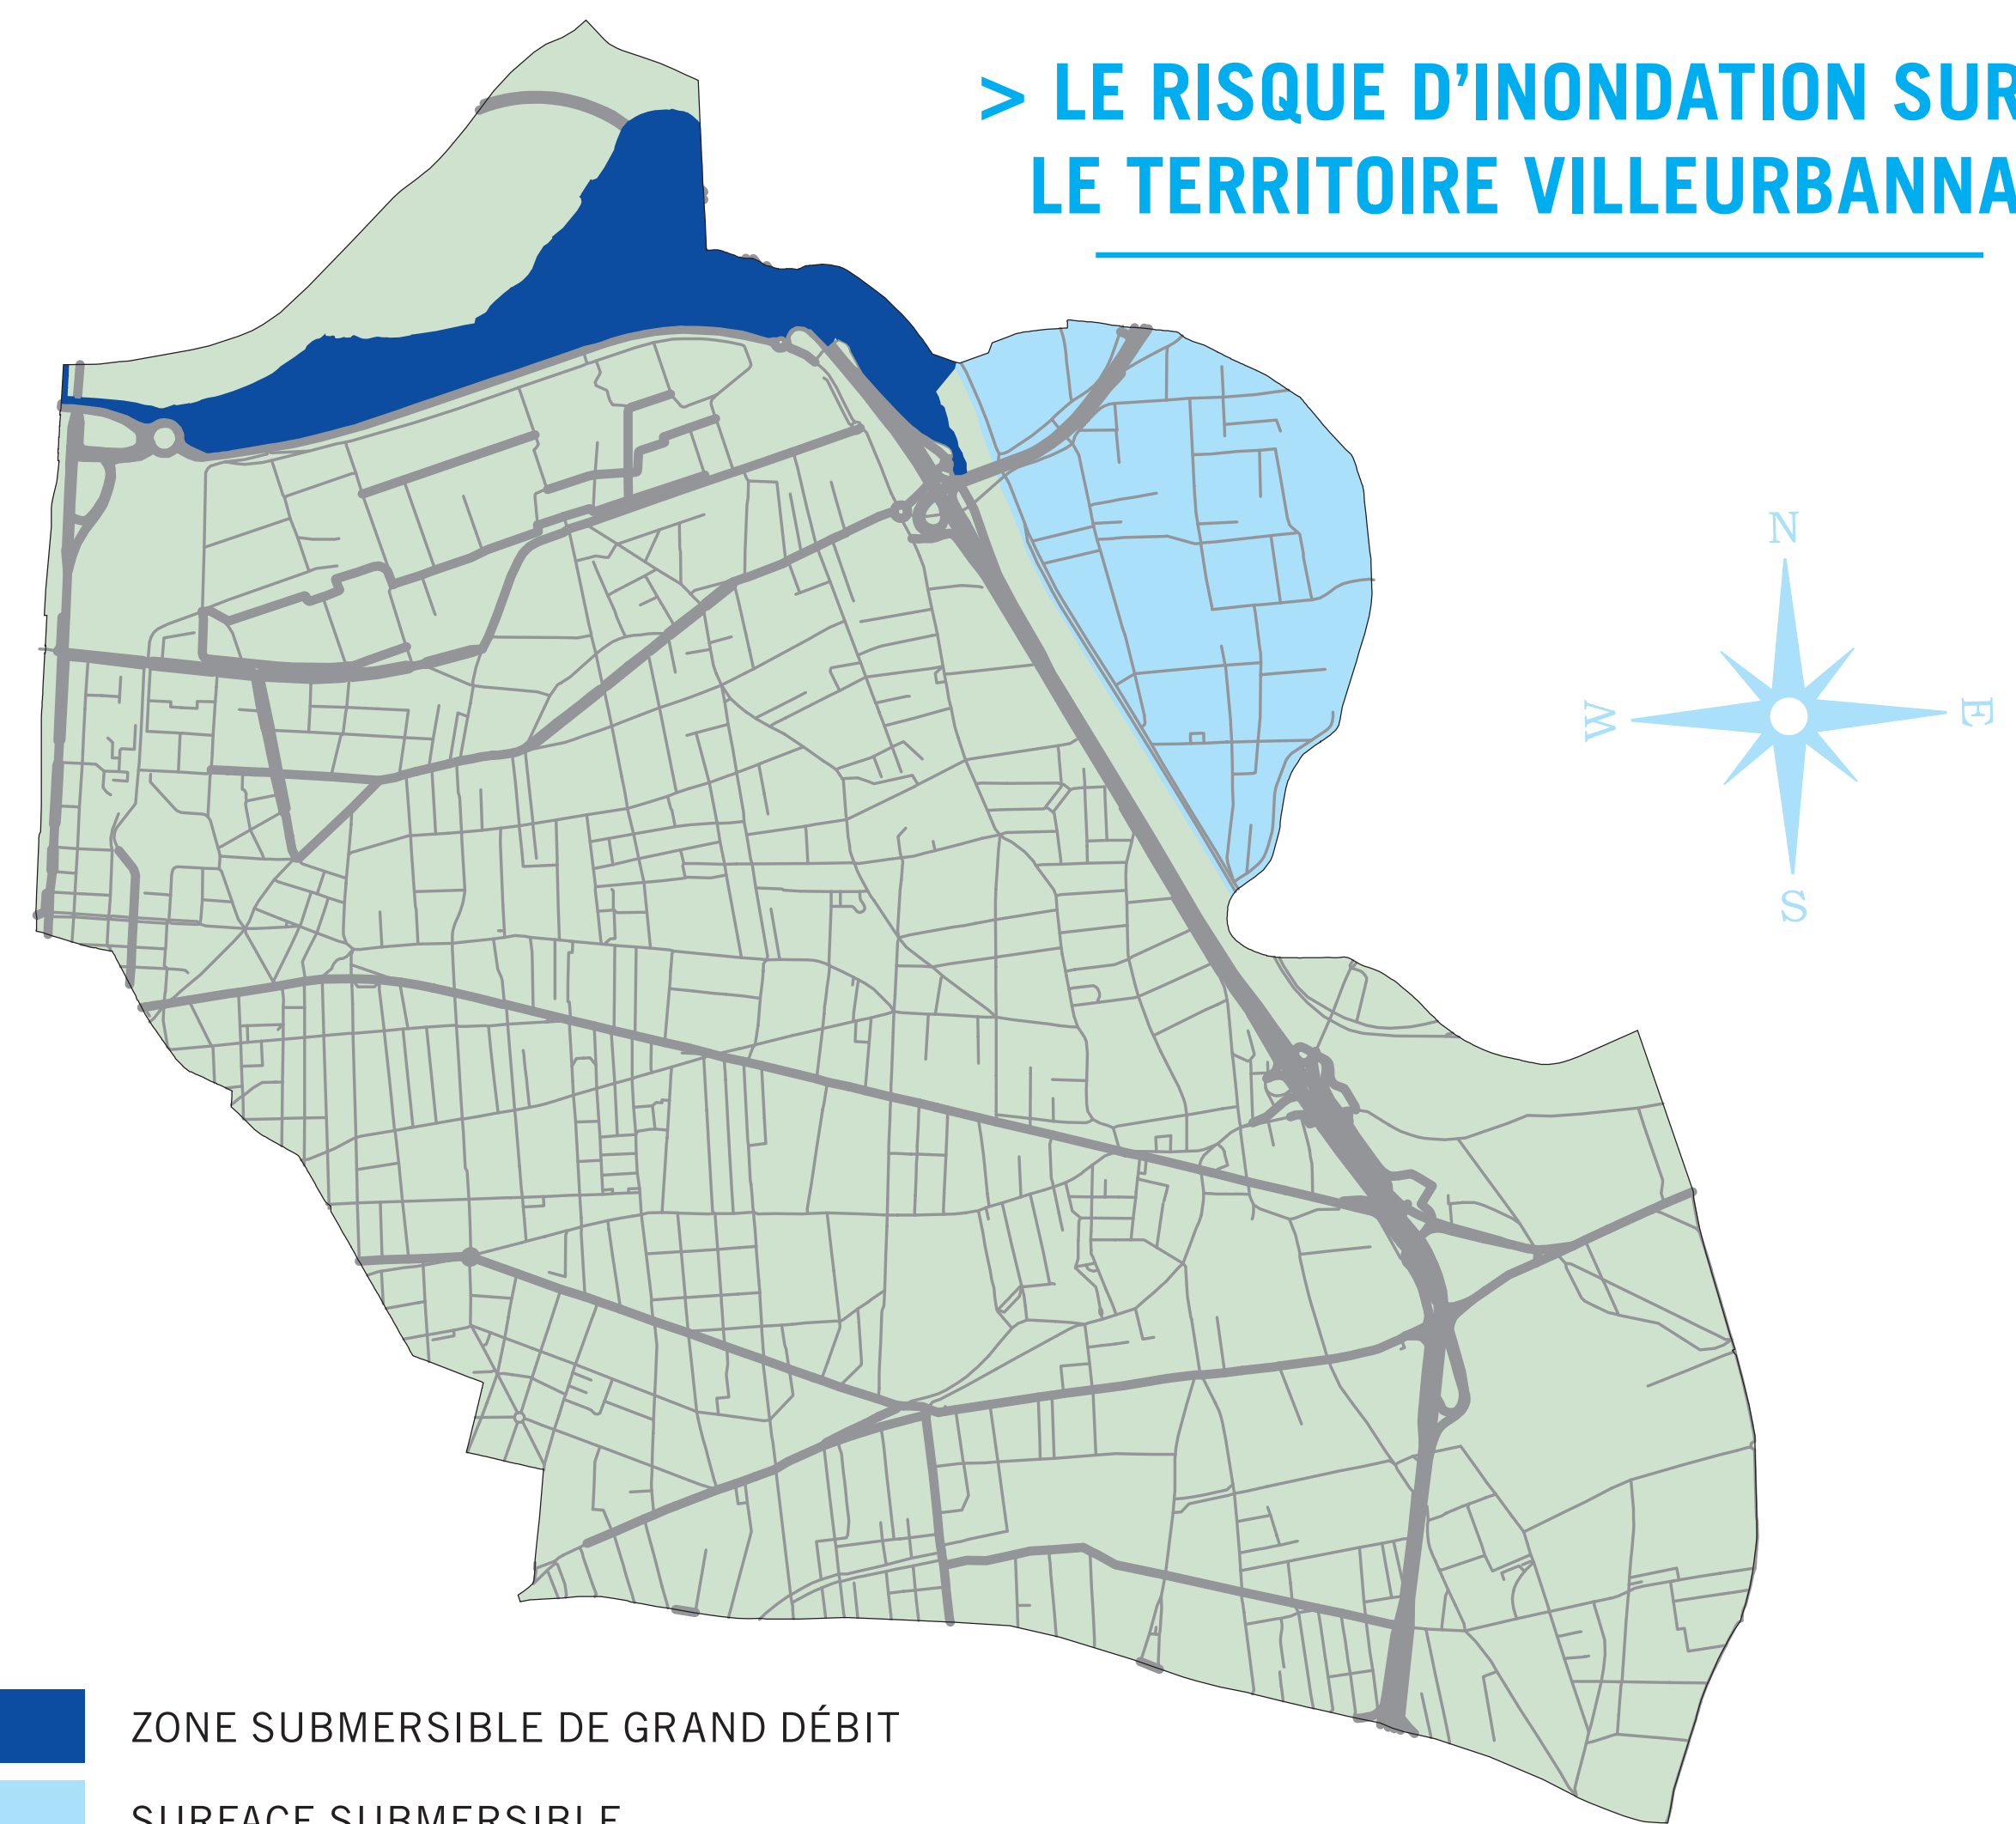 > LE RISQUE D'INONDATION SUR
LE TERRITOIRE VILLEURBANNA
N
W
E
S
ZONE SUBMERSIBLE DE GRAND DÉBIT
SURFACE SUBMERSIBLE